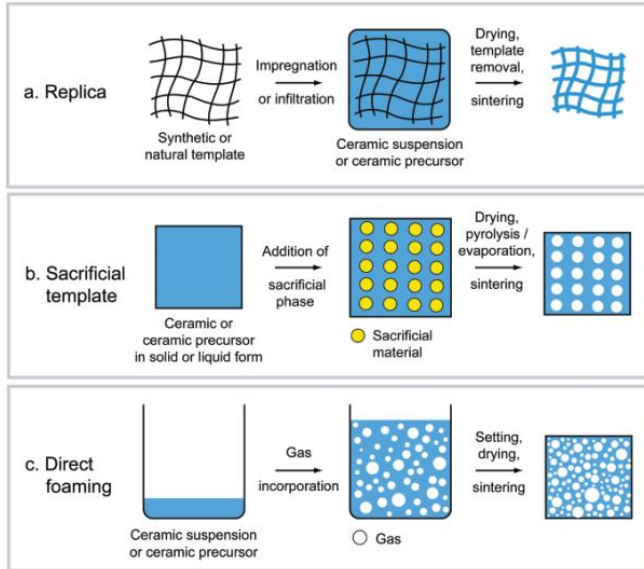 a. Replica
Synthetic or
natural template
Impregnation
or infiltration
Ceramic suspension
or ceramic precursor
Drying,
template
removal,
sintering
b. Sacrificial
template
Ceramic or
ceramic precursor
in solid or liquid form
Addition of
sacrificial
phase
Sacrificial
material
Drying,
pyrolysis /
evaporation,
sintering
c. Direct
foaming
Ceramic suspension
or ceramic precursor
Gas
incorporation
Gas
Setting,
drying,
sintering